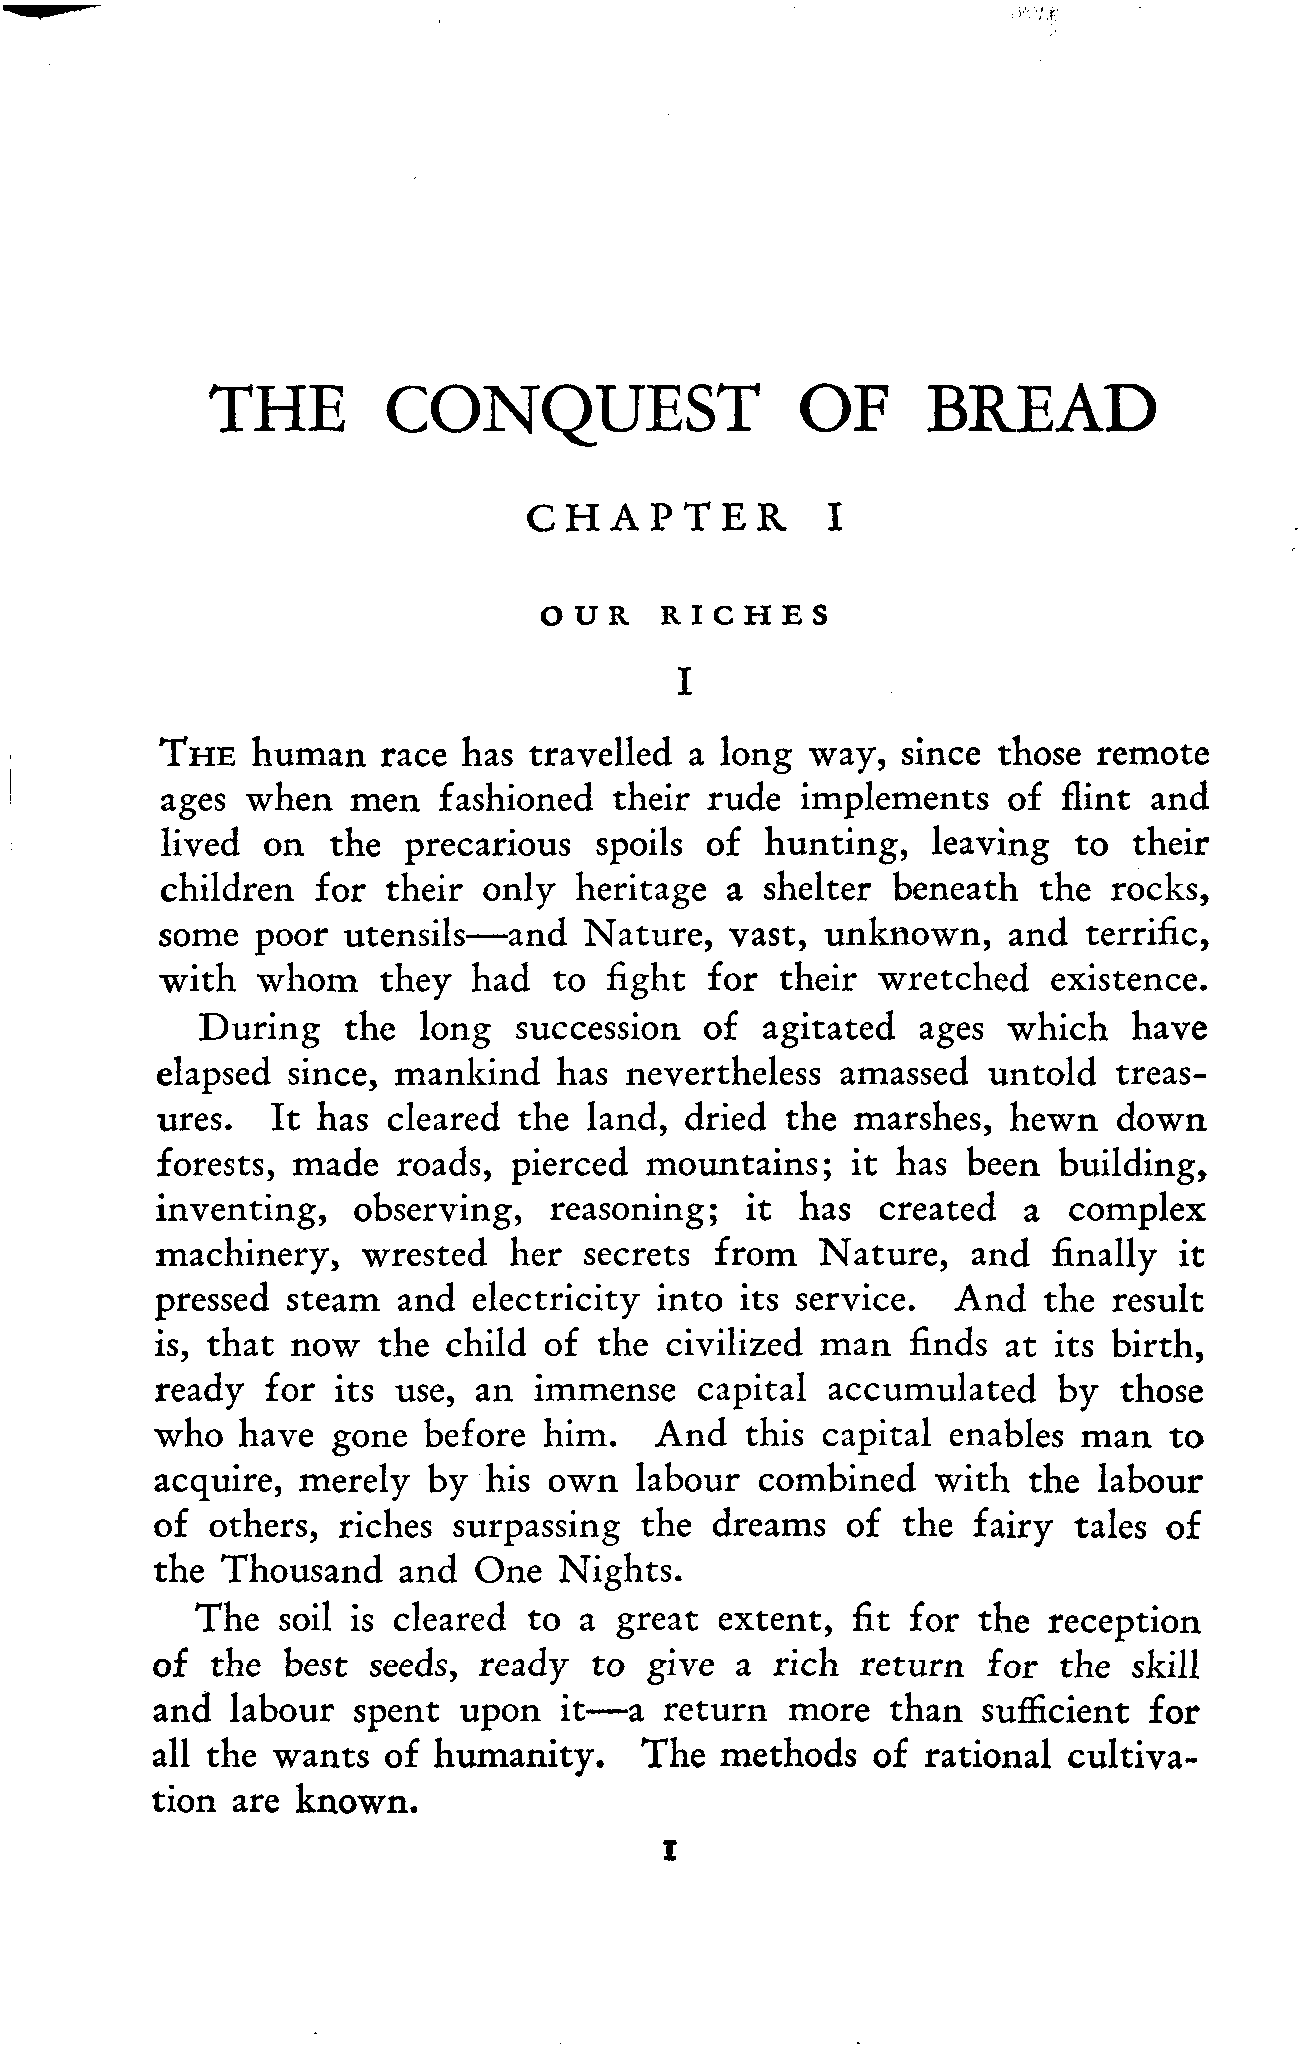 THE CONQUEST OF BREAD
CHAPTER I
OUR RICHES
I
THE human race has travelled a long way, since those remote
ages when men fashioned their rude implements of flint and
lived on the precarious spoils of hunting, leaving to their
children for their only heritage a shelter beneath the rocks,
some poor utensils—and Nature, vast, unknown, and terrific,
with whom they had to fight for their wretched existence.
During the long succession of agitated ages which have
elapsed since, mankind has nevertheless amassed untold treas-
ures. It has cleared the land, dried the marshes, hewn down
forests, made roads, pierced mountains; it has been building,
inventing, observing, reasoning; it has created a complex
machinery, wrested her secrets from Nature, and finally it
pressed steam and electricity into its service. And the result
is, that now the child of the civilized man finds at its birth,
ready for its use, an immense capital accumulated by those
who have gone before him. And this capital enables man to
acquire, merely by his own labour combined with the labour
of others, riches surpassing the dreams of the fairy tales of
the Thousand and One Nights.
The soil is cleared to a great extent, fit for the reception
of the best seeds, ready to give a rich return for the skill
and labour spent upon it—a return more than sufficient for
all the wants of humanity. The methods of rational cultiva-
tion are known.
I